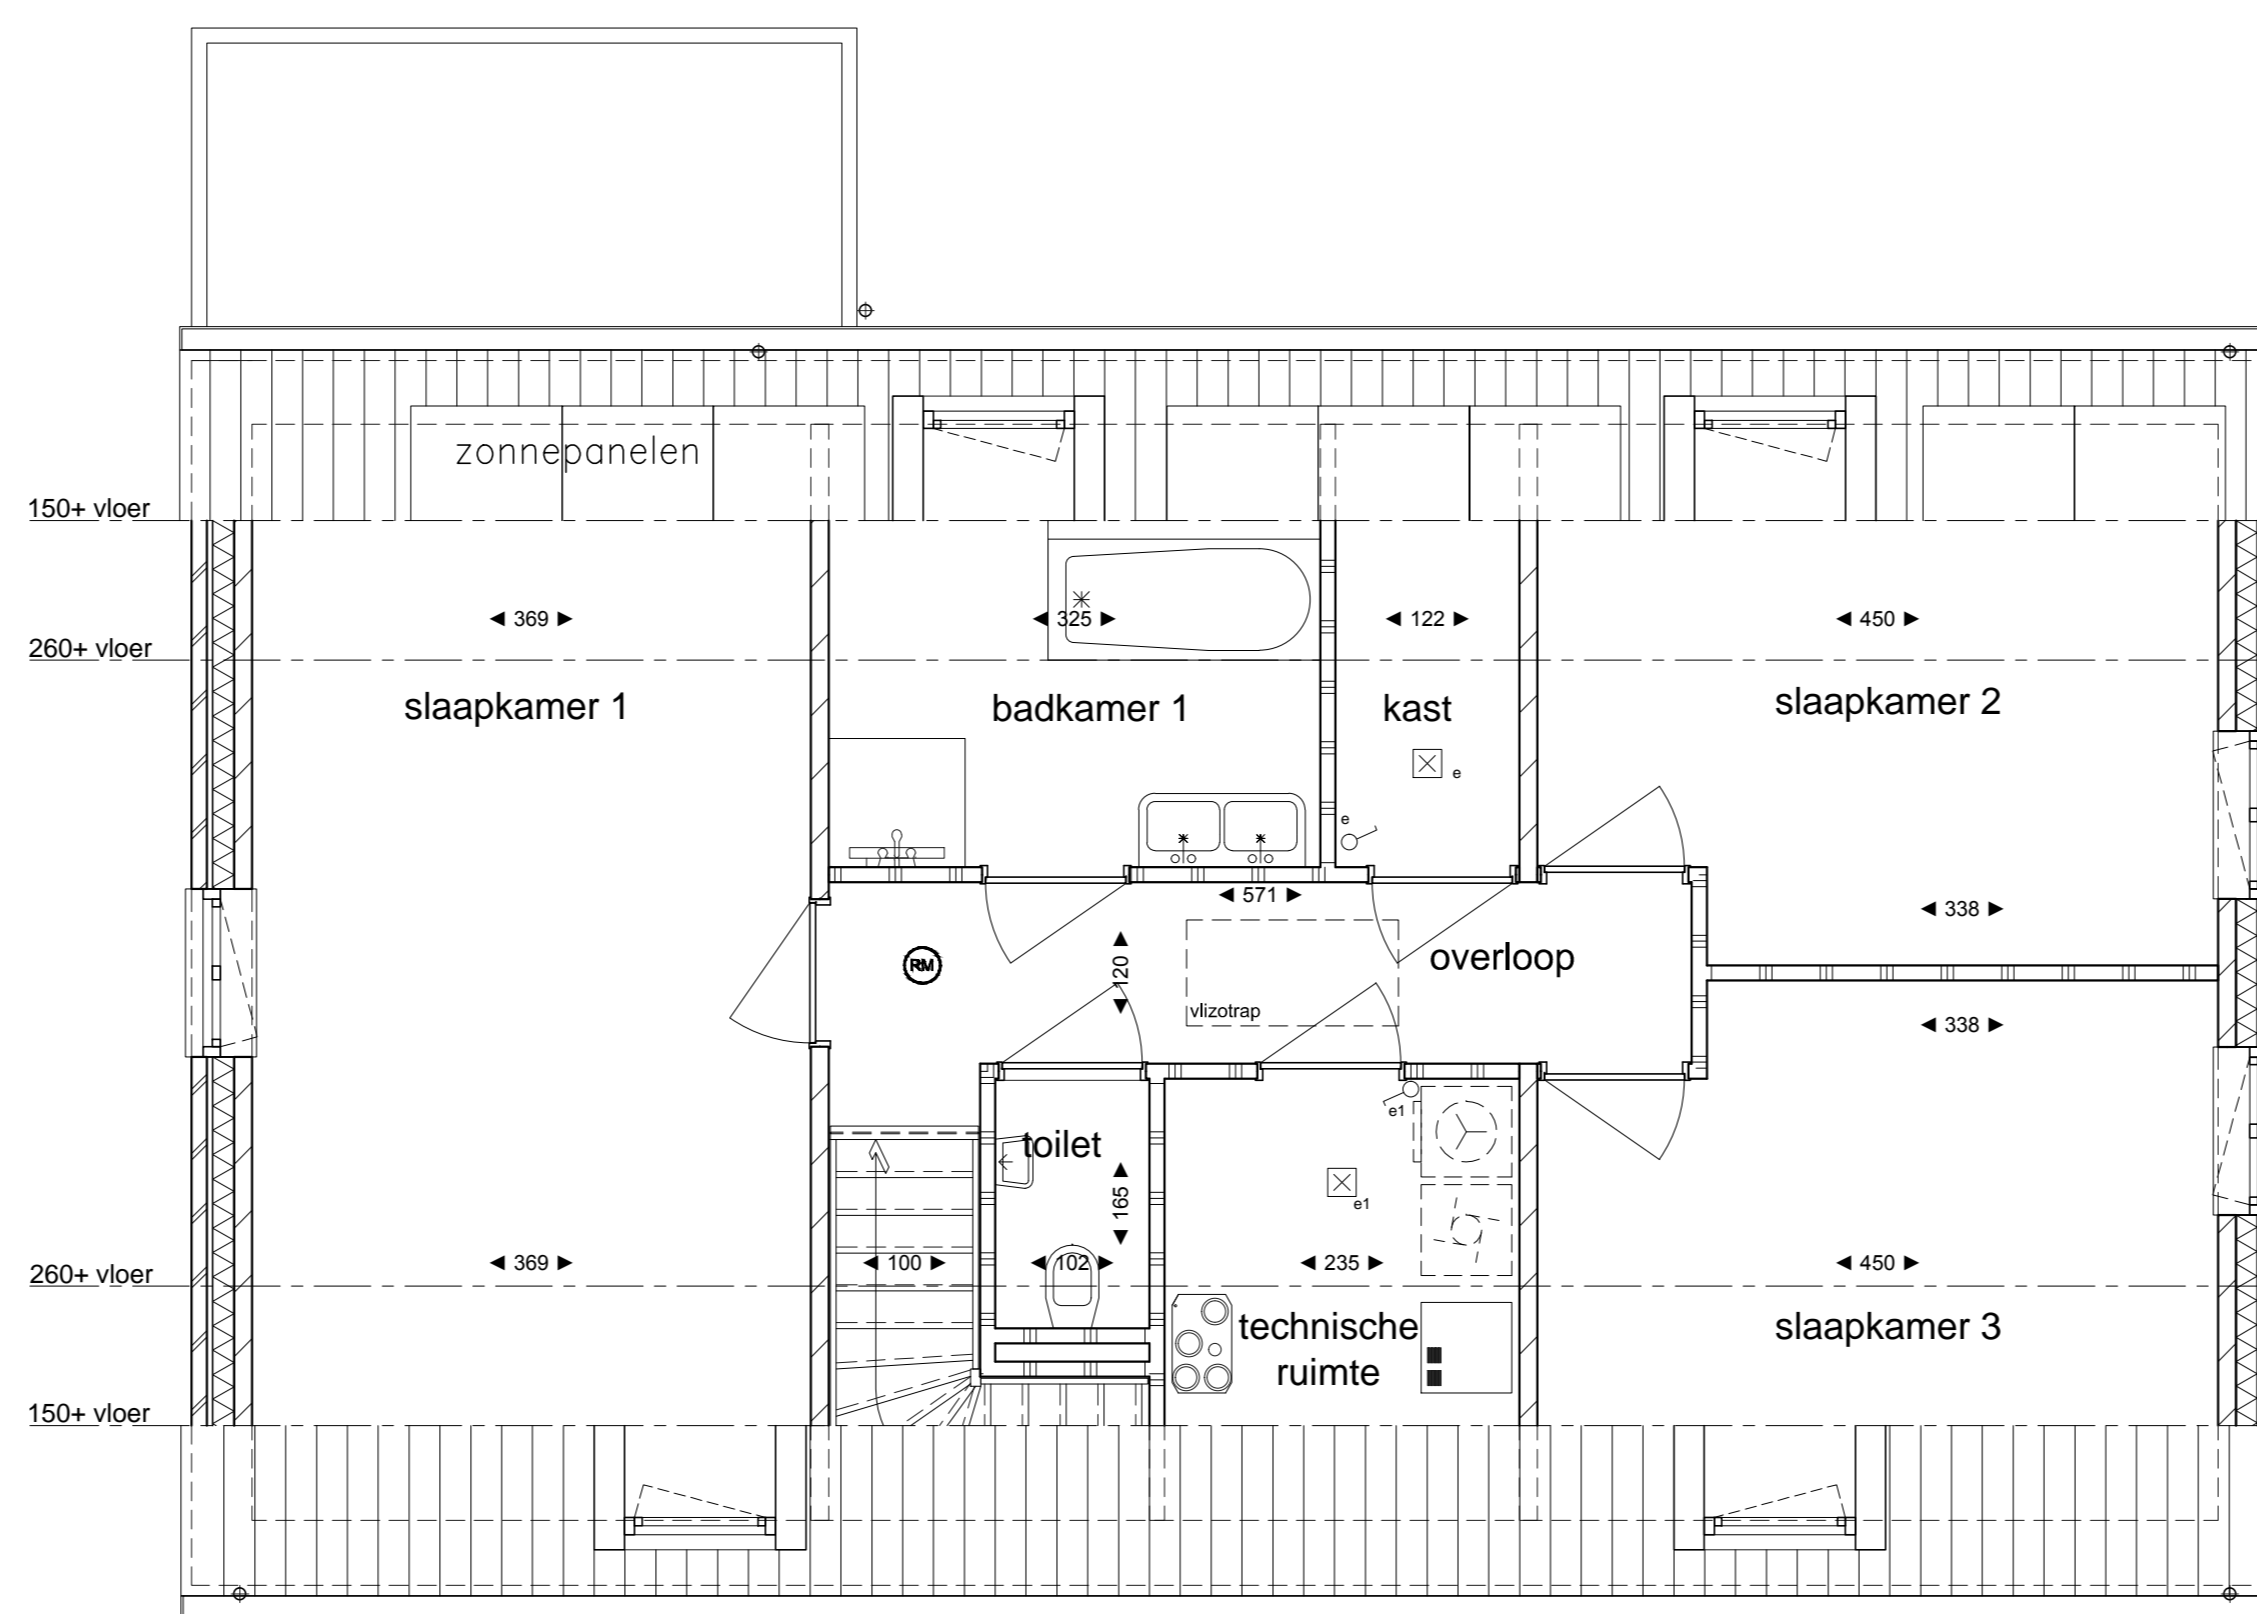 zonnepanelen
150+ vloer
369
325
122
450
260+ vloer
slaapkamer 1
badkamer 1
kast
slaapkamer 2
e
e
571
338
120
overloop
RM
vlizotrap
338
e1
toilet
165
e1
260+ vloer
369
100
102
235
450
technische
ruimte
slaapkamer 3
150+ vloer